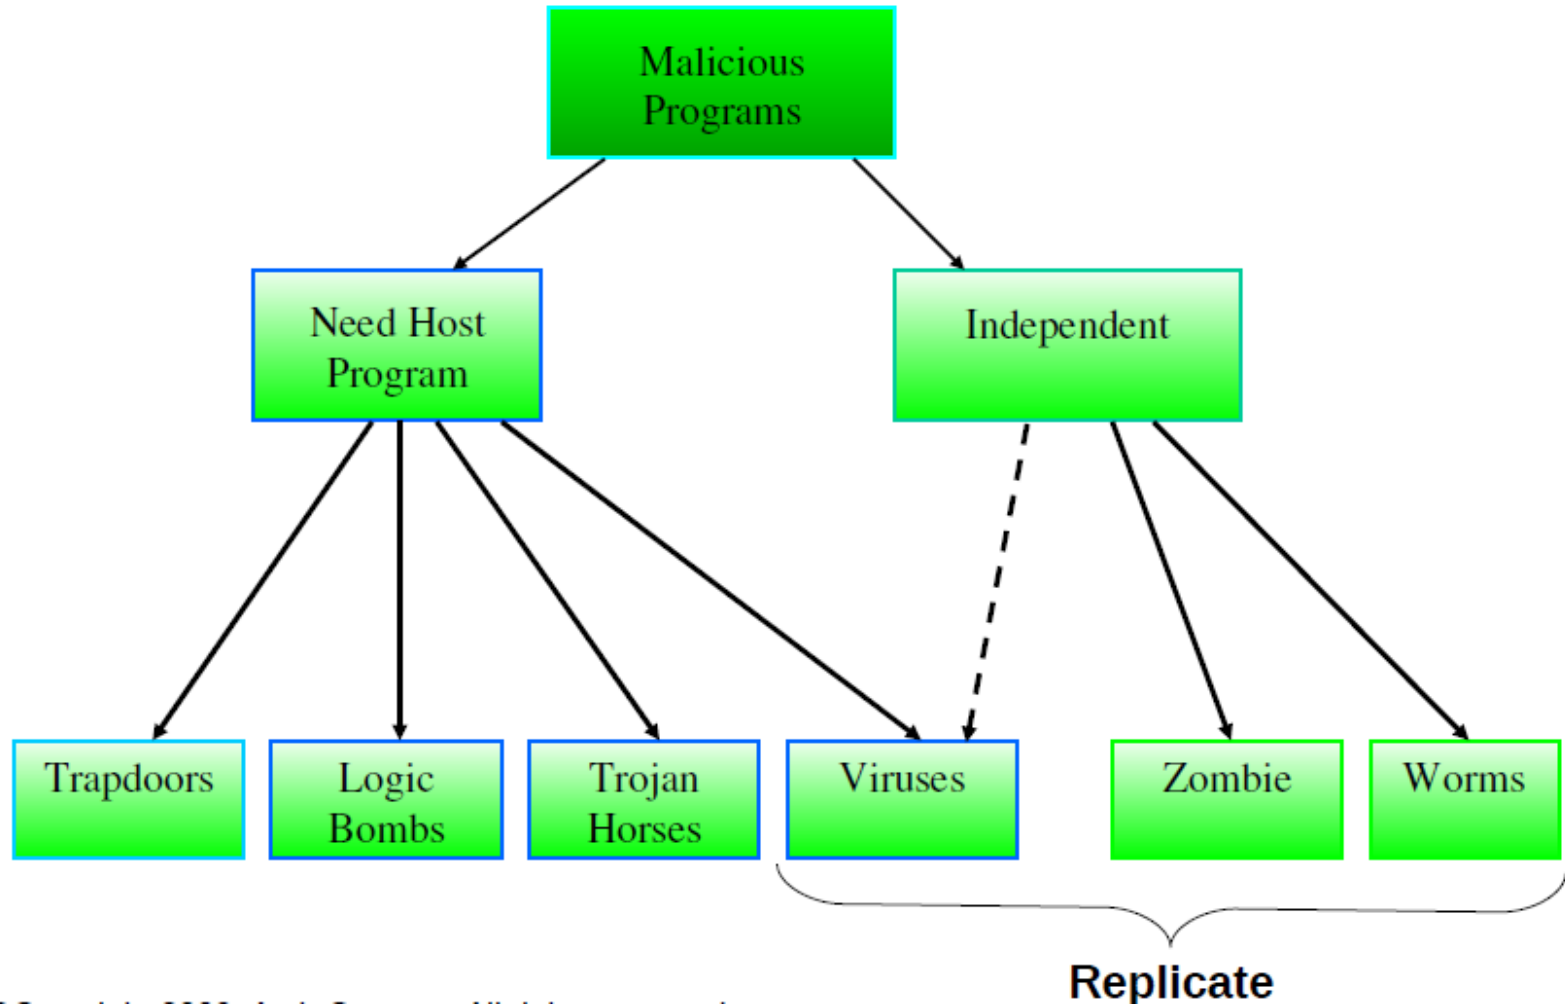 Malicious
Programs
Need Host
Program
Independent
Trapdoors
Logic
Bombs
Trojan
Horses
Viruses
Zombie
Worms
Replicate